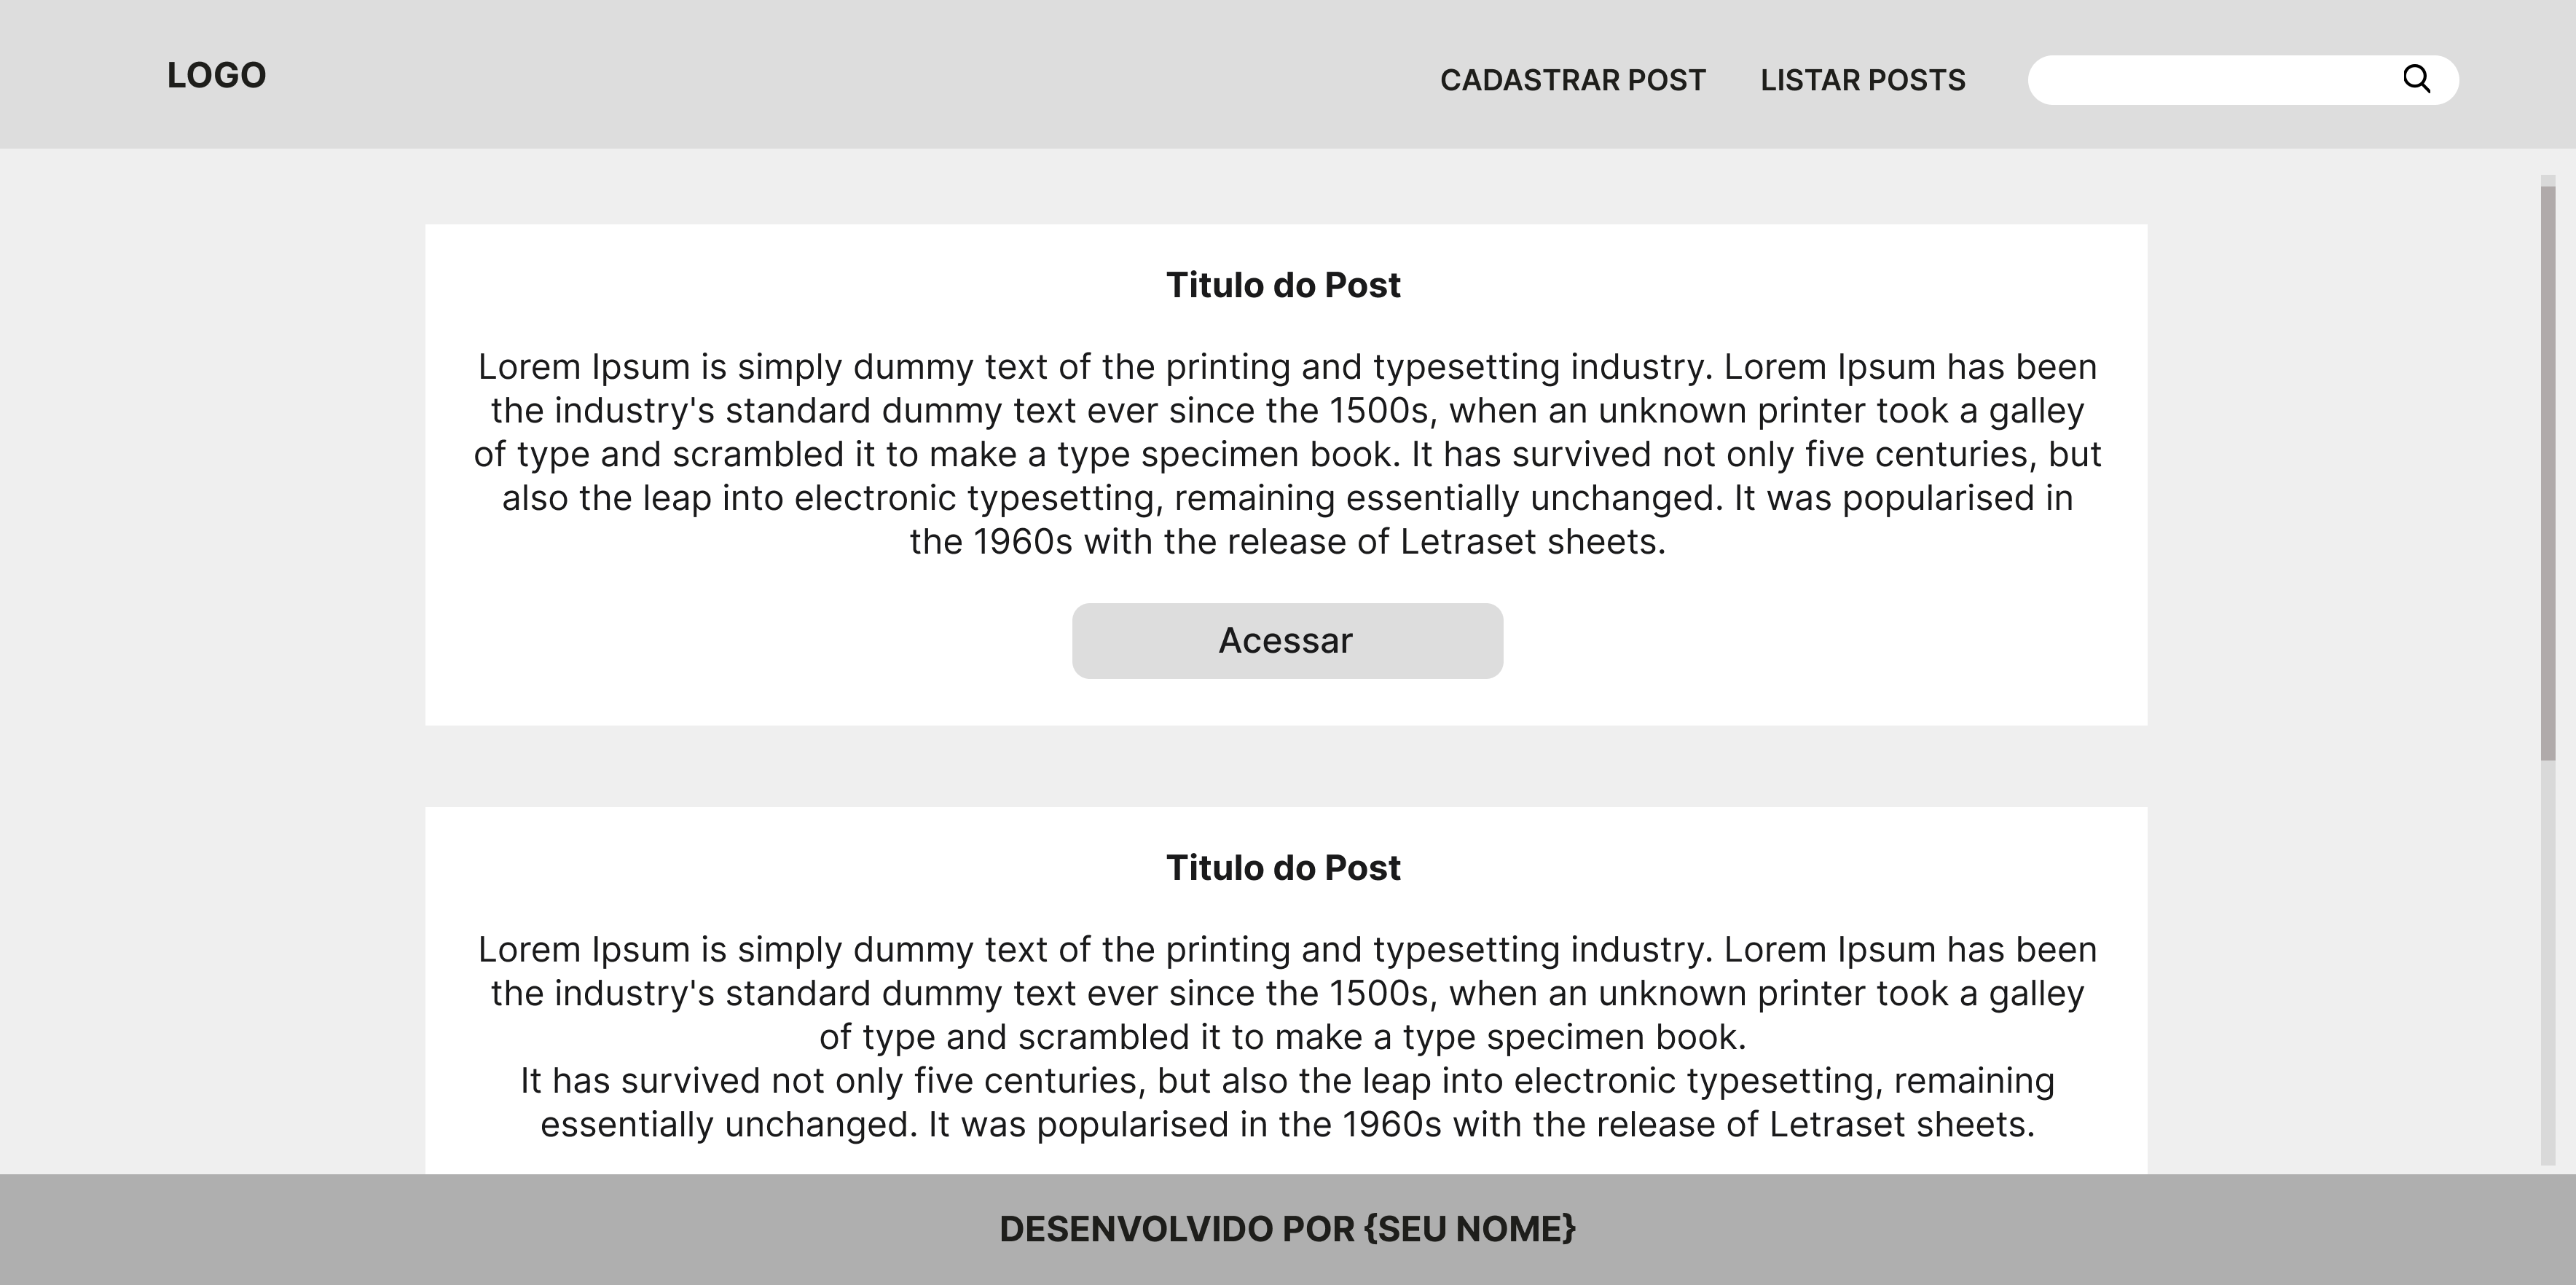 LOGO
CADASTRAR POST
LISTAR POSTS
Titulo do Post
Lorem Ipsum is simply dummy text of the printing and typesetting industry. Lorem Ipsum has been
the industry's standard dummy text ever since the 1500s, when an unknown printer took a galley
of type and scrambled it to make a type specimen book. It has survived not only five centuries, but
also the leap into electronic typesetting, remaining essentially unchanged. It was popularised in
the 1960s with the release of Letraset sheets.
Acessar
Titulo do Post
Lorem Ipsum is simply dummy text of the printing and typesetting industry. Lorem Ipsum has been
the industry's standard dummy text ever since the 1500s, when an unknown printer took a galley
of type and scrambled it to make a type specimen book.
It has survived not only five centuries, but also the leap into electronic typesetting, remaining
essentially unchanged. It was popularised in the 1960s with the release of Letraset sheets.
DESENVOLVIDO POR {SEU NOME}